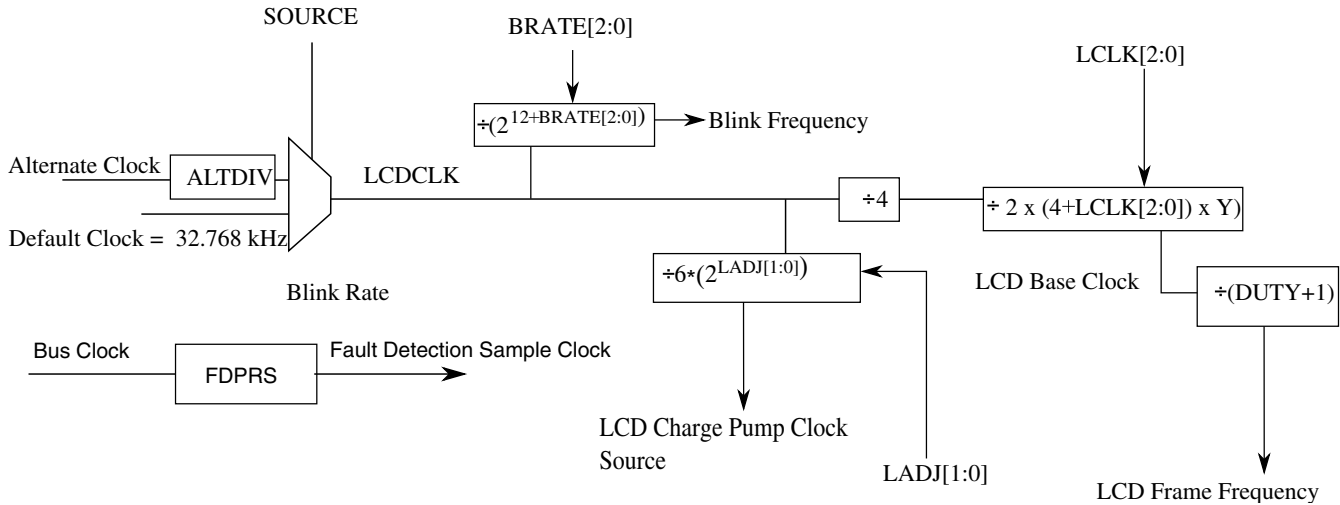 SOURCE
BRATE[2:0]
LCLK[2:0]
÷(2^12+BRATE[2:0])
Blink Frequency
Alternate Clock
ALTDIV
LCDCLK
÷4
÷ 2 x (4+LCLK[2:0]) x Y)
Default Clock = 32.768 kHz
÷6*(2^LADJ[1:0])
LCD Base Clock
÷(DUTY+1)
Blink Rate
Bus Clock
FDPRS
Fault Detection Sample Clock
LCD Charge Pump Clock
Source
LADJ[1:0]
LCD Frame Frequency